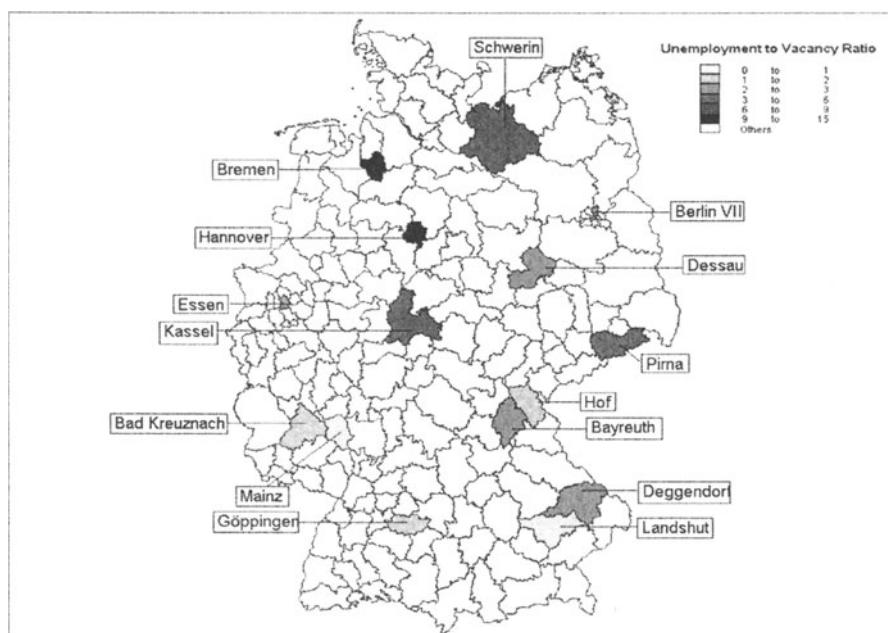 Schwerin
Unemployment to Vacancy Ratio
0 to 1
1 to 2
2 to 3
3 to 6
6 to 9
9 to 15
Others
Bremen
Berlin VII
Hannover
Dessau
Essen
Kassel
Pirna
Hof
Bad Kreuznach
Bayreuth
Mainz
Deggendorf
Göppingen
Landshut